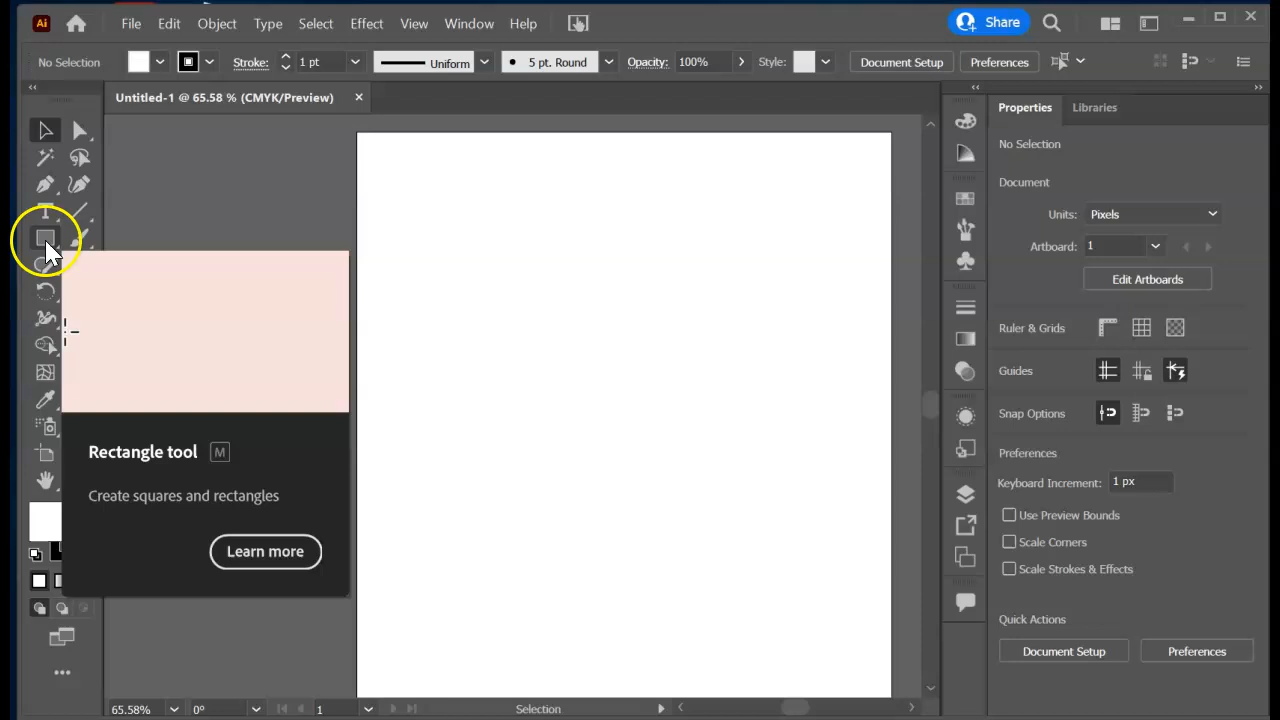 Ai File Edit Object Type Select Effect View Window Help Share
No Selection Stroke: 1 pt Uniform 5 pt. Round Opacity: 100% Style: Document Setup Preferences
Untitled-1 @ 65.58 % (CMYK/Preview)
Properties Libraries
No Selection
Document
Units: Pixels
Artboard: 1
Edit Artboards
Ruler & Grids
Guides
Snap Options
Preferences
Keyboard Increment: 1 px
Use Preview Bounds
Scale Corners
Scale Strokes & Effects
Quick Actions
Document Setup Preferences
Rectangle tool M
Create squares and rectangles
Learn more
65.58% 0° 1 Selection